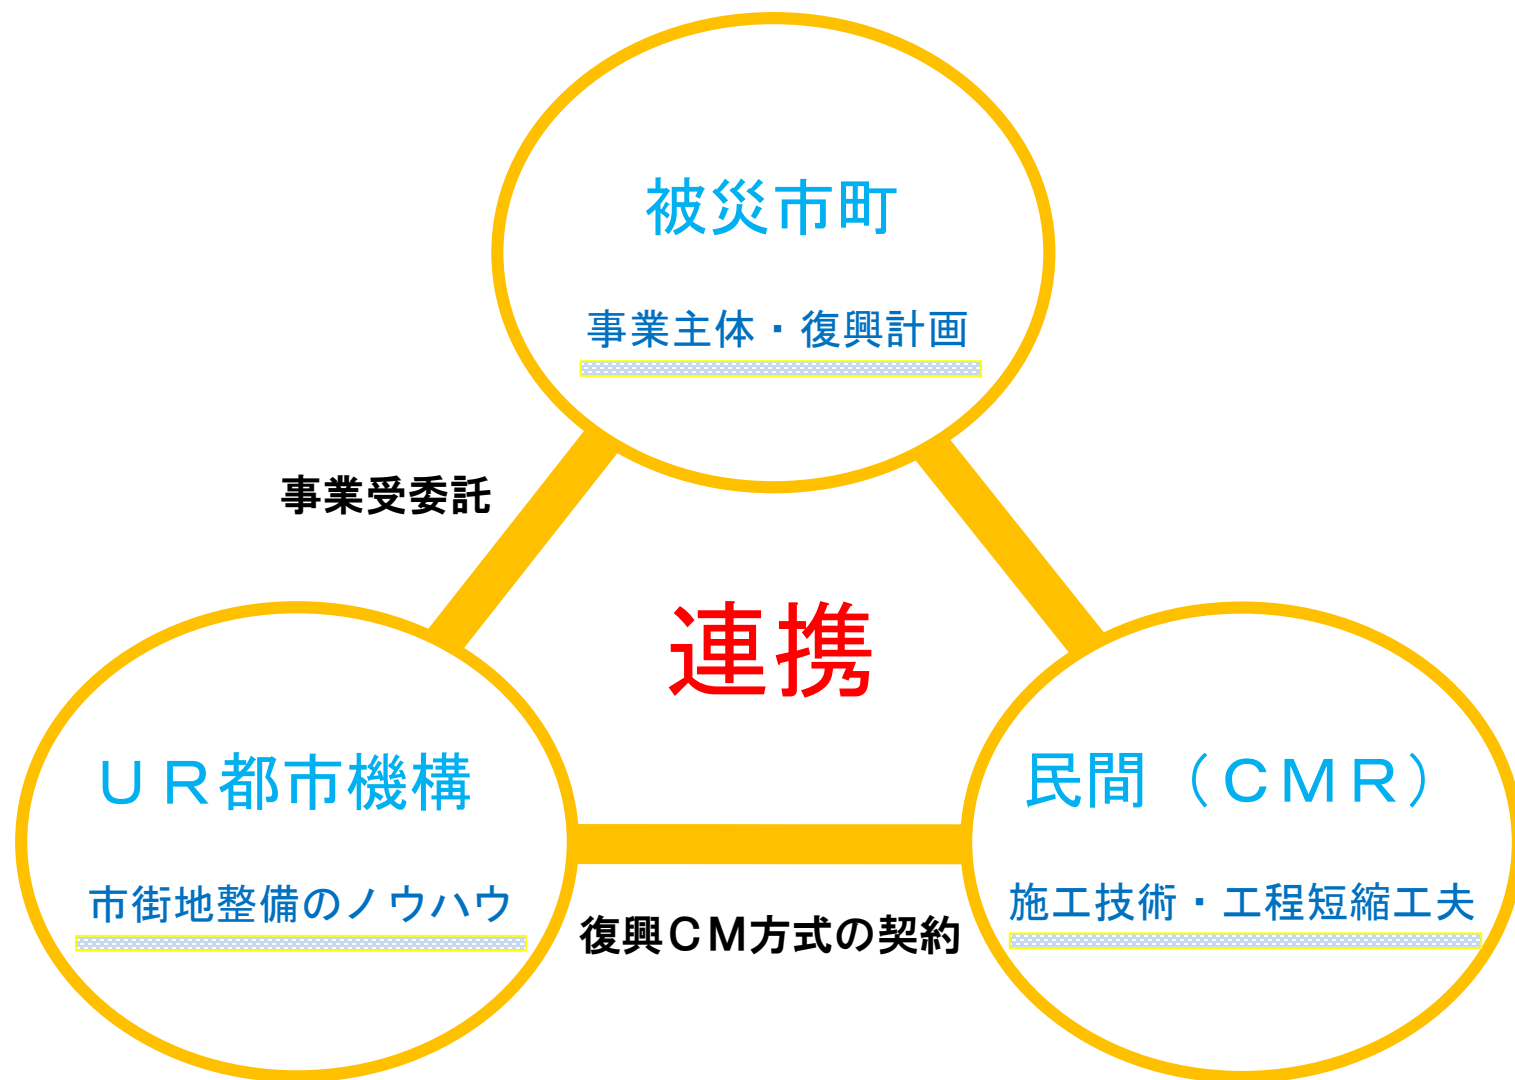 被災市町
事業主体・復興計画
事業受委託
連携
ＵＲ都市機構
市街地整備のノウハウ
民間（ＣＭＲ）
施工技術・工程短縮工夫
復興ＣＭ方式の契約